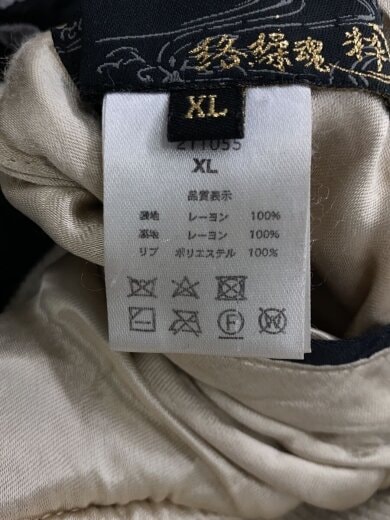 絡繰魂
XL
211055
XL
品質表示
表地 レーヨン 100%
裏地 レーヨン 100%
リブ ポリエステル 100%
F
W